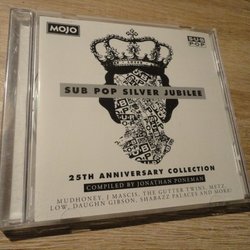 MOJO
SUB
POP
SUB POP SILVER JUBILEE
25TH ANNIVERSARY COLLECTION
COMPILED BY JONATHAN PONEMAN
MUDHONEY, J MASCIS, THE GUTTER TWINS, METZ,
LOW, DAUGHN GIBSON, SHABAZZ PALACES AND MORE!